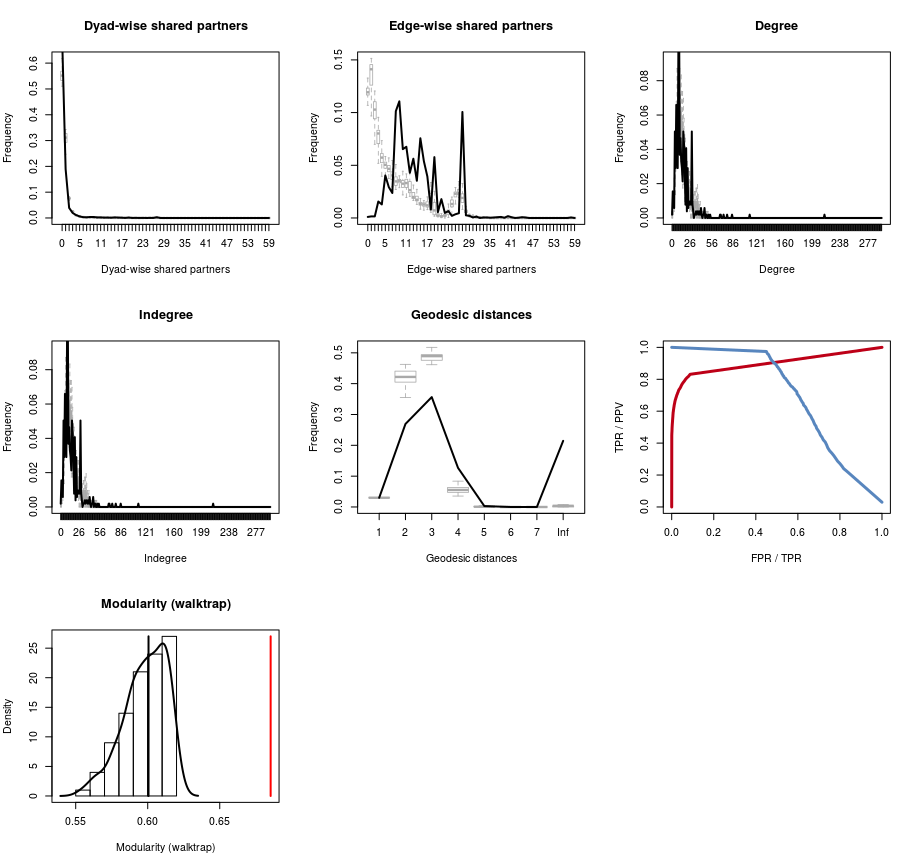 Dyad-wise shared partners
Frequency
0.0 0.1 0.2 0.3 0.4 0.5 0.6
0 5 11 17 23 29 35 41 47 53 59
Dyad-wise shared partners
Edge-wise shared partners
Frequency
0.00 0.05 0.10 0.15
0 5 11 17 23 29 35 41 47 53 59
Edge-wise shared partners
Degree
Frequency
0.00 0.02 0.04 0.06 0.08
0 26 56 86 121 160 199 238 277
Degree
Indegree
Frequency
0.00 0.02 0.04 0.06 0.08
0 26 56 86 121 160 199 238 277
Indegree
Geodesic distances
Frequency
0.0 0.1 0.2 0.3 0.4 0.5
1 2 3 4 5 6 7 Inf
Geodesic distances
TPR / PPV
0.0 0.2 0.4 0.6 0.8 1.0
0.0 0.2 0.4 0.6 0.8 1.0
FPR / TPR
Modularity (walktrap)
Density
0 5 10 15 20 25
0.55 0.60 0.65
Modularity (walktrap)